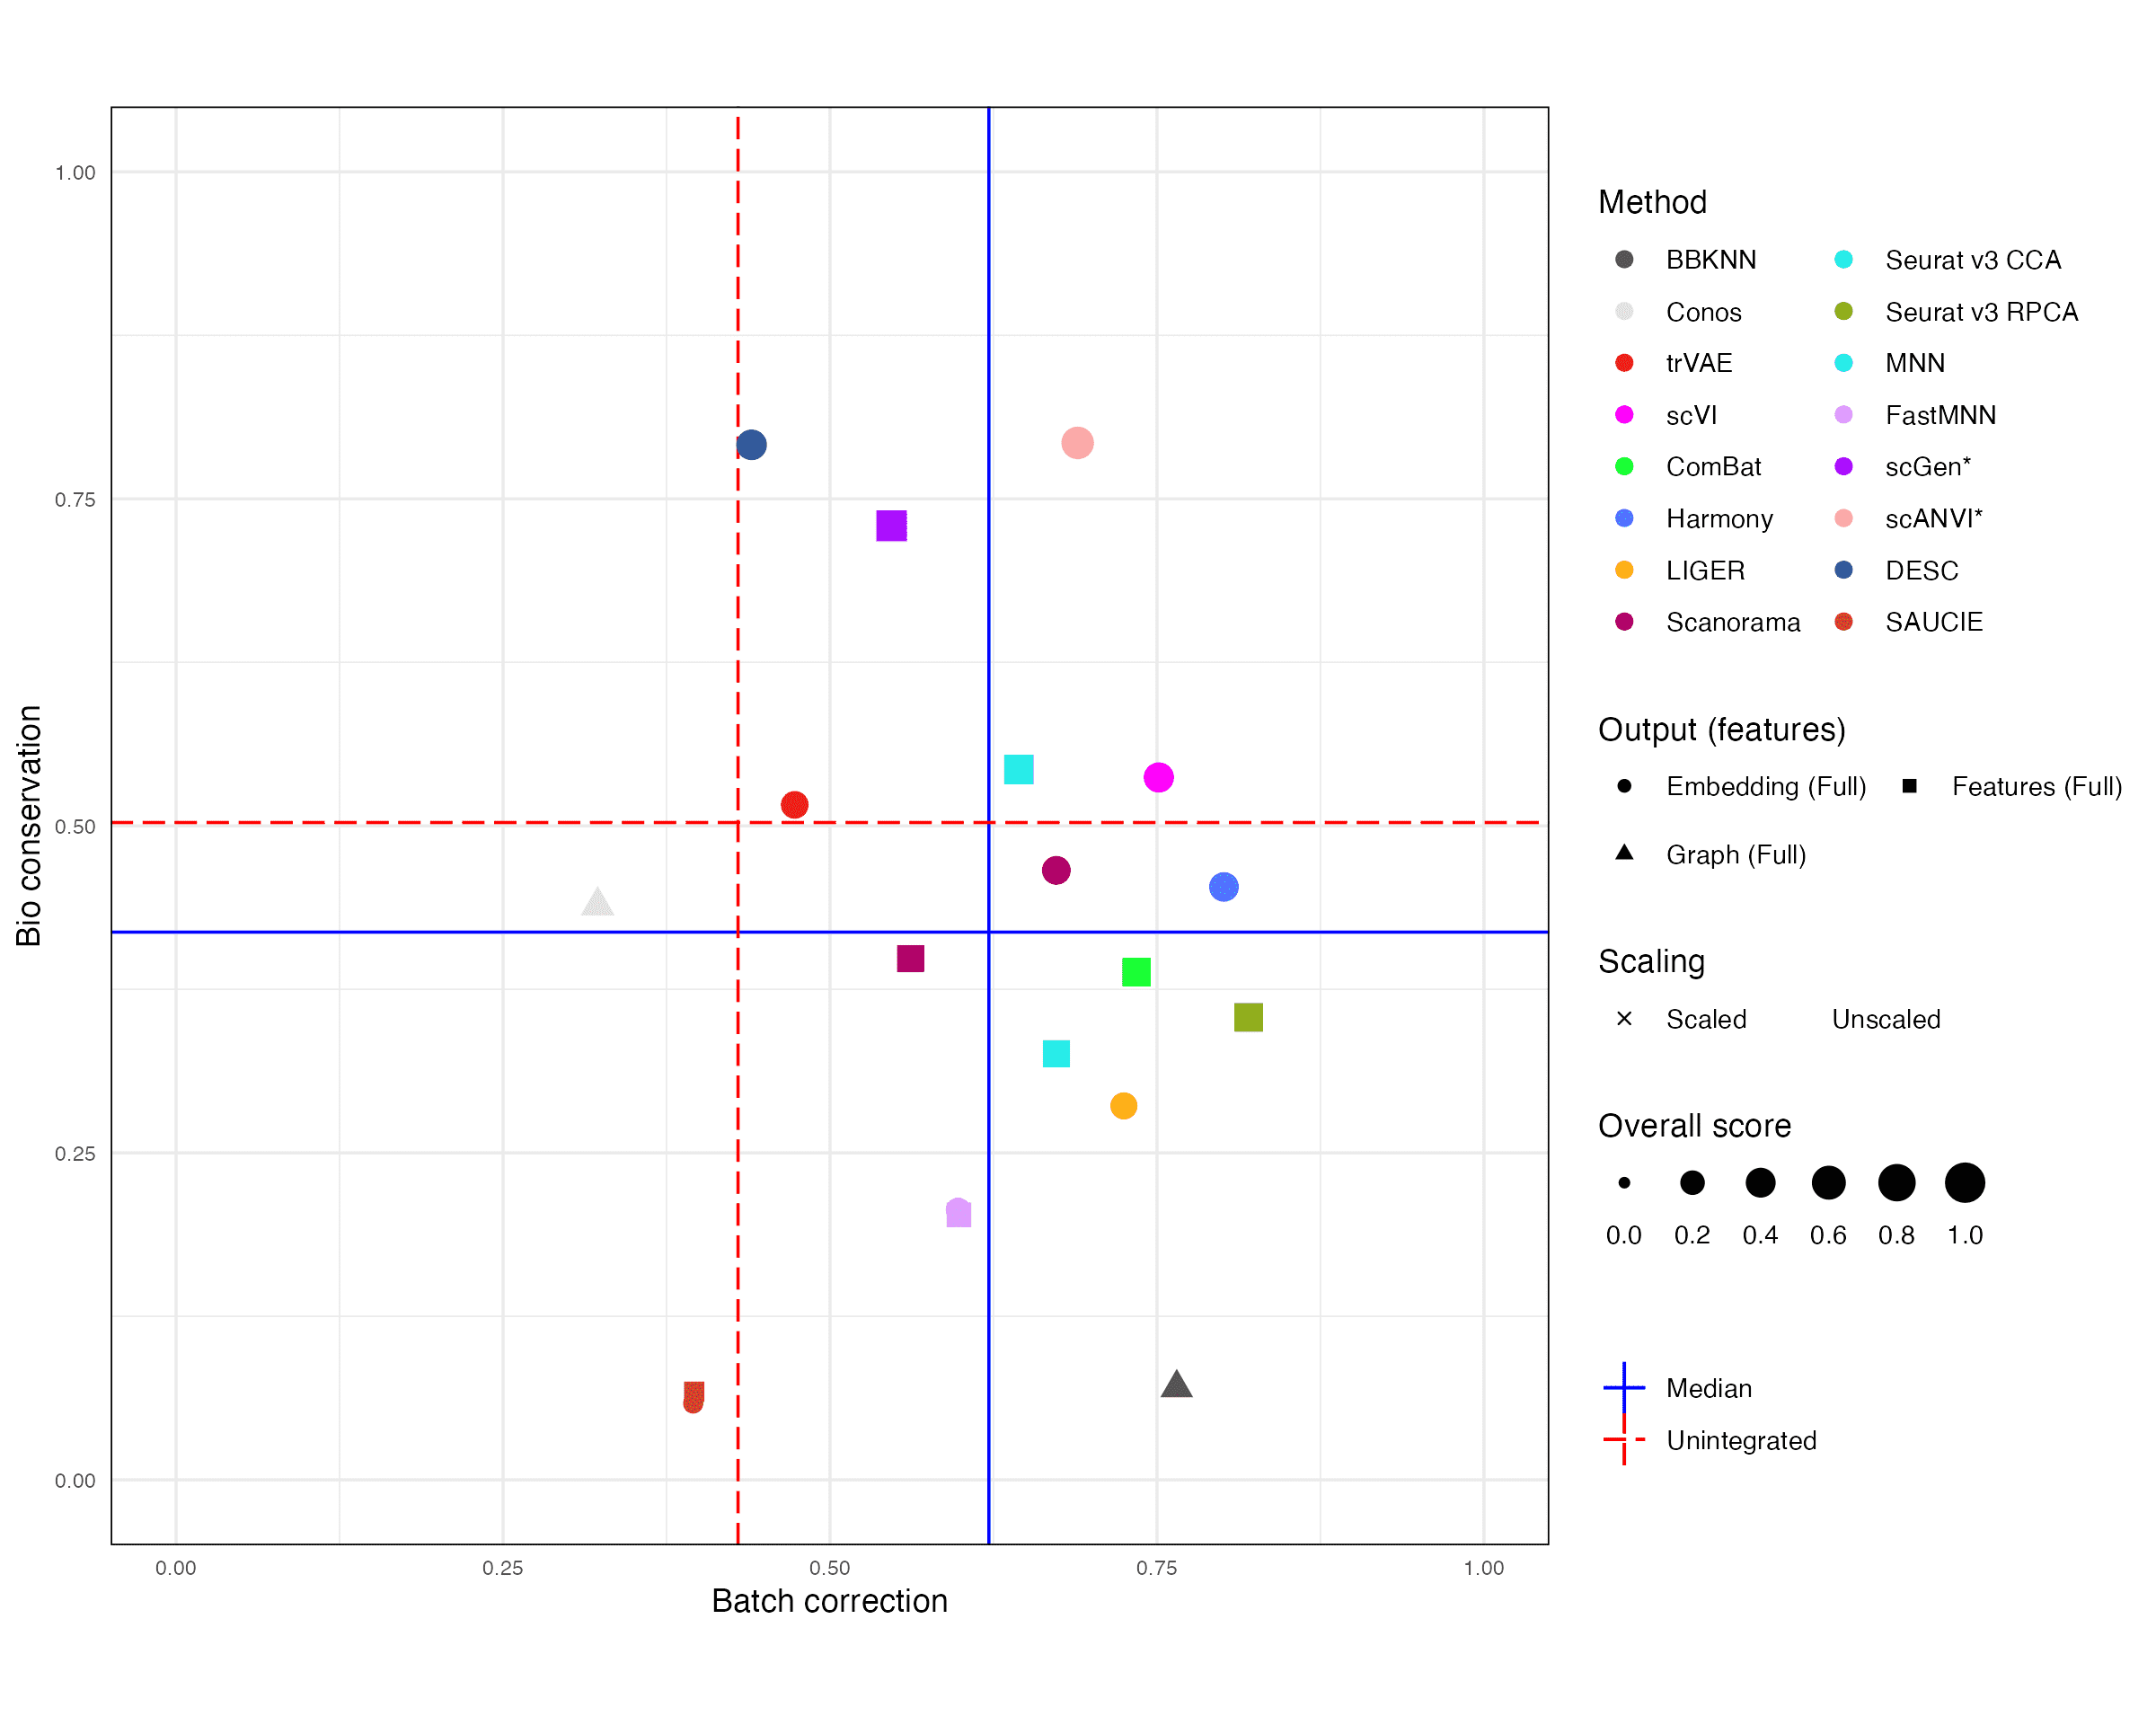 1.00
0.75
0.50
0.25
0.00
Bio conservation
0.00 0.25 0.50 0.75 1.00
Batch correction
Method
BBKNN Seurat v3 CCA
Conos Seurat v3 RPCA
trVAE MNN
scVI FastMNN
ComBat scGen*
Harmony scANVI*
LIGER DESC
Scanorama SAUCIE
Output (features)
Embedding (Full) Features (Full)
Graph (Full)
Scaling
Scaled Unscaled
Overall score
0.0 0.2 0.4 0.6 0.8 1.0
Median
Unintegrated